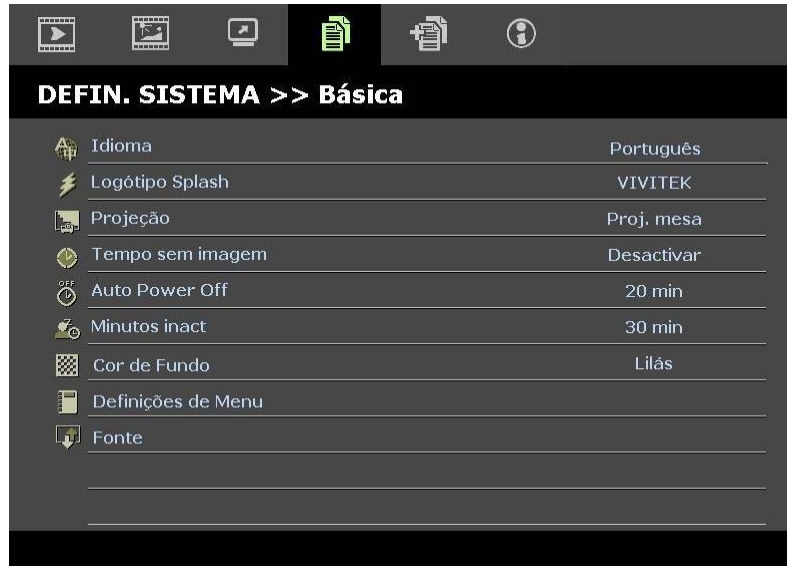 DEFIN. SISTEMA >> Básica
Idioma Português
Logótipo Splash VIVITEK
Projeção Proj. mesa
Tempo sem imagem Desactivar
OFF
Auto Power Off 20 min
Minutos inact 30 min
Cor de Fundo Lilás
Definições de Menu
Fonte